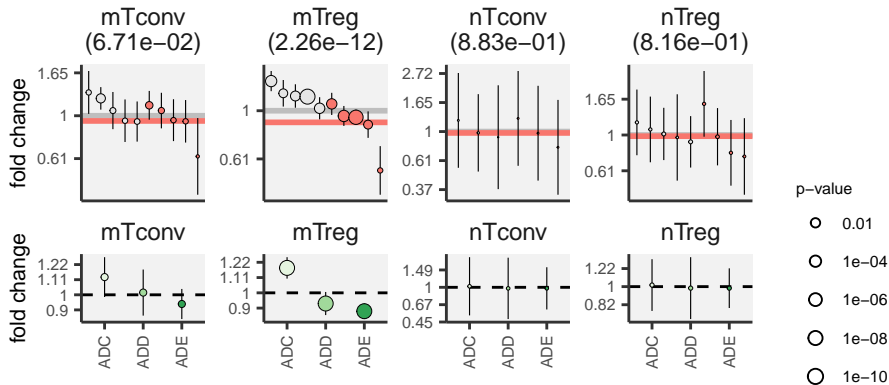 mTconv
(6.71e−02)
mTreg
(2.26e−12)
nTconv
(8.83e−01)
nTreg
(8.16e−01)
fold change
1.65
1
0.61
1
0.61
2.72
1.65
1
0.61
0.37
1.65
1
0.61
mTconv
mTreg
nTconv
nTreg
fold change
1.22
1.11
1
0.9
1.22
1.11
1
0.9
1.49
1
0.67
0.45
1.22
1
0.82
ADC
ADD
ADE
ADC
ADD
ADE
ADC
ADD
ADE
ADC
ADD
ADE
p−value
0.01
1e−04
1e−06
1e−08
1e−10